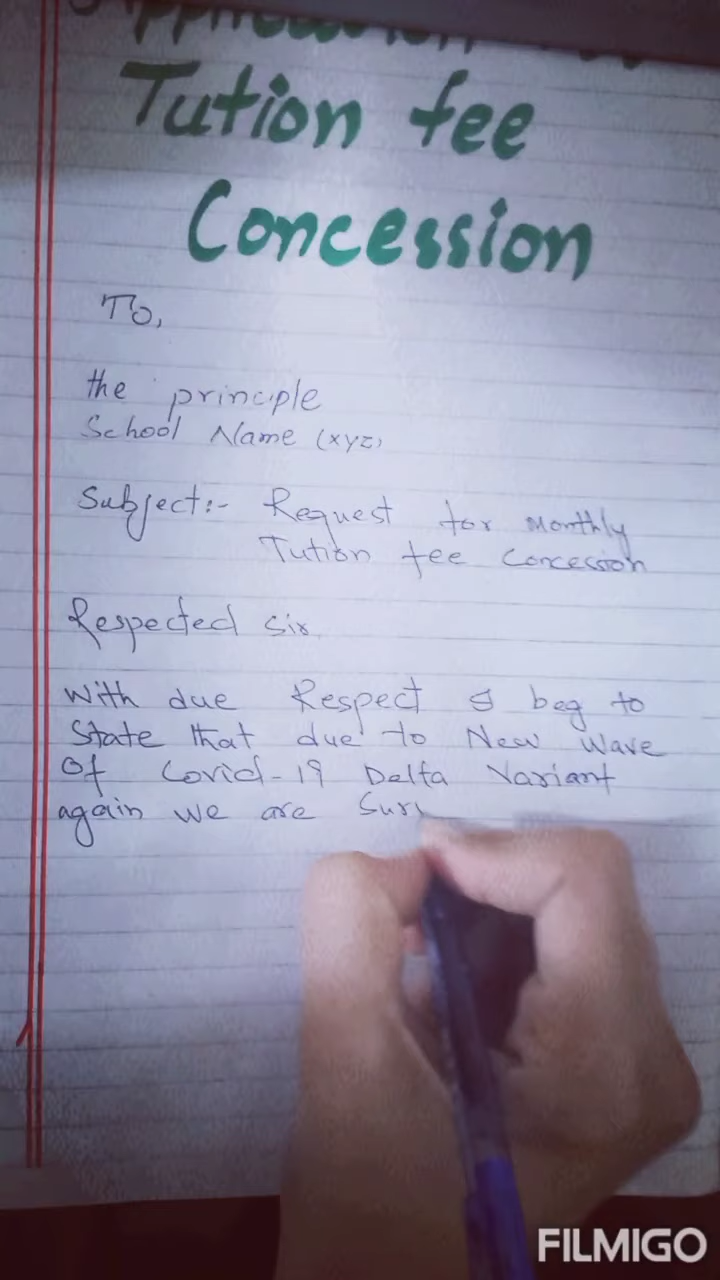 Application for
Tution fee
Concession
To,
the principle
School Name (xyz)
Subject:- Request for Monthly
Tution fee Concession
Respected Sir,
With due Respect I beg to
State that due to New Wave
Of Covid-19 Delta Variant
again we are
FILMIGO